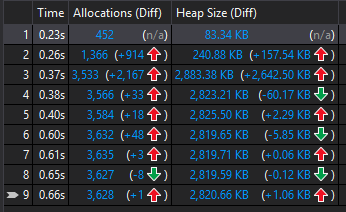 Time Allocations (Diff) Heap Size (Diff)
1 0.23s 452 (n/a) 83.34 KB (n/a)
2 0.26s 1,366 (+914) 240.88 KB (+157.54 KB)
3 0.37s 3,533 (+2,167) 2,883.38 KB (+2,642.50 KB)
4 0.38s 3,566 (+33) 2,823.21 KB (-60.17 KB)
5 0.40s 3,584 (+18) 2,825.50 KB (+2.29 KB)
6 0.60s 3,632 (+48) 2,819.65 KB (-5.85 KB)
7 0.61s 3,635 (+3) 2,819.71 KB (+0.06 KB)
8 0.65s 3,627 (-8) 2,819.59 KB (-0.12 KB)
9 0.66s 3,628 (+1) 2,820.66 KB (+1.06 KB)